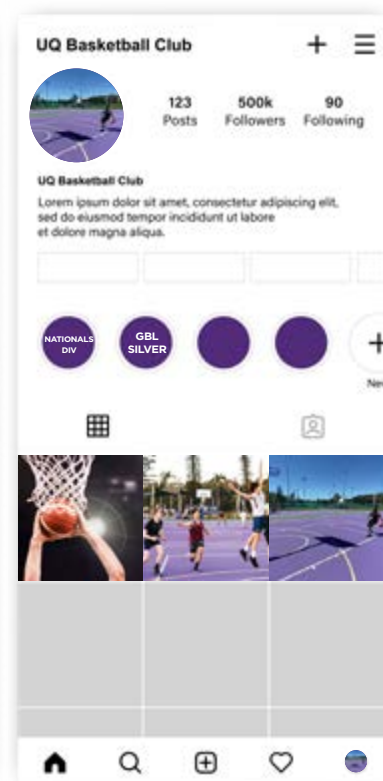 UQ Basketball Club
123
500k
90
Posts
Followers
Following
UQ Basketball Club
Lorem ipsum dolor sit amet, consectetur adipiscing elit,
sed do eiusmod tempor incididunt ut labore
et dolore magna aliqua.
NATIONALS
DIV
GBL
SILVER